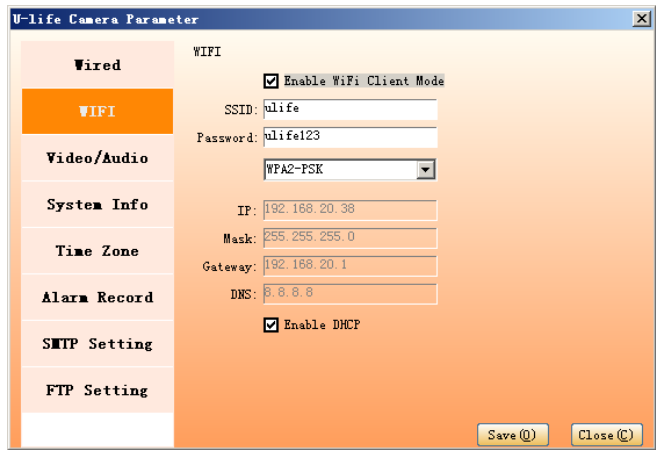 U-life Camera Parameter
Wired
WIFI
Video/Audio
System Info
Time Zone
Alarm Record
SMTP Setting
FTP Setting
WIFI
Enable WiFi Client Mode
SSID: ulife
Password: ulife123
WPA2-PSK
IP: 192.168.20.38
Mask: 255.255.255.0
Gateway: 192.168.20.1
DNS: 8.8.8.8
Enable DHCP
Save(O) Close(C)